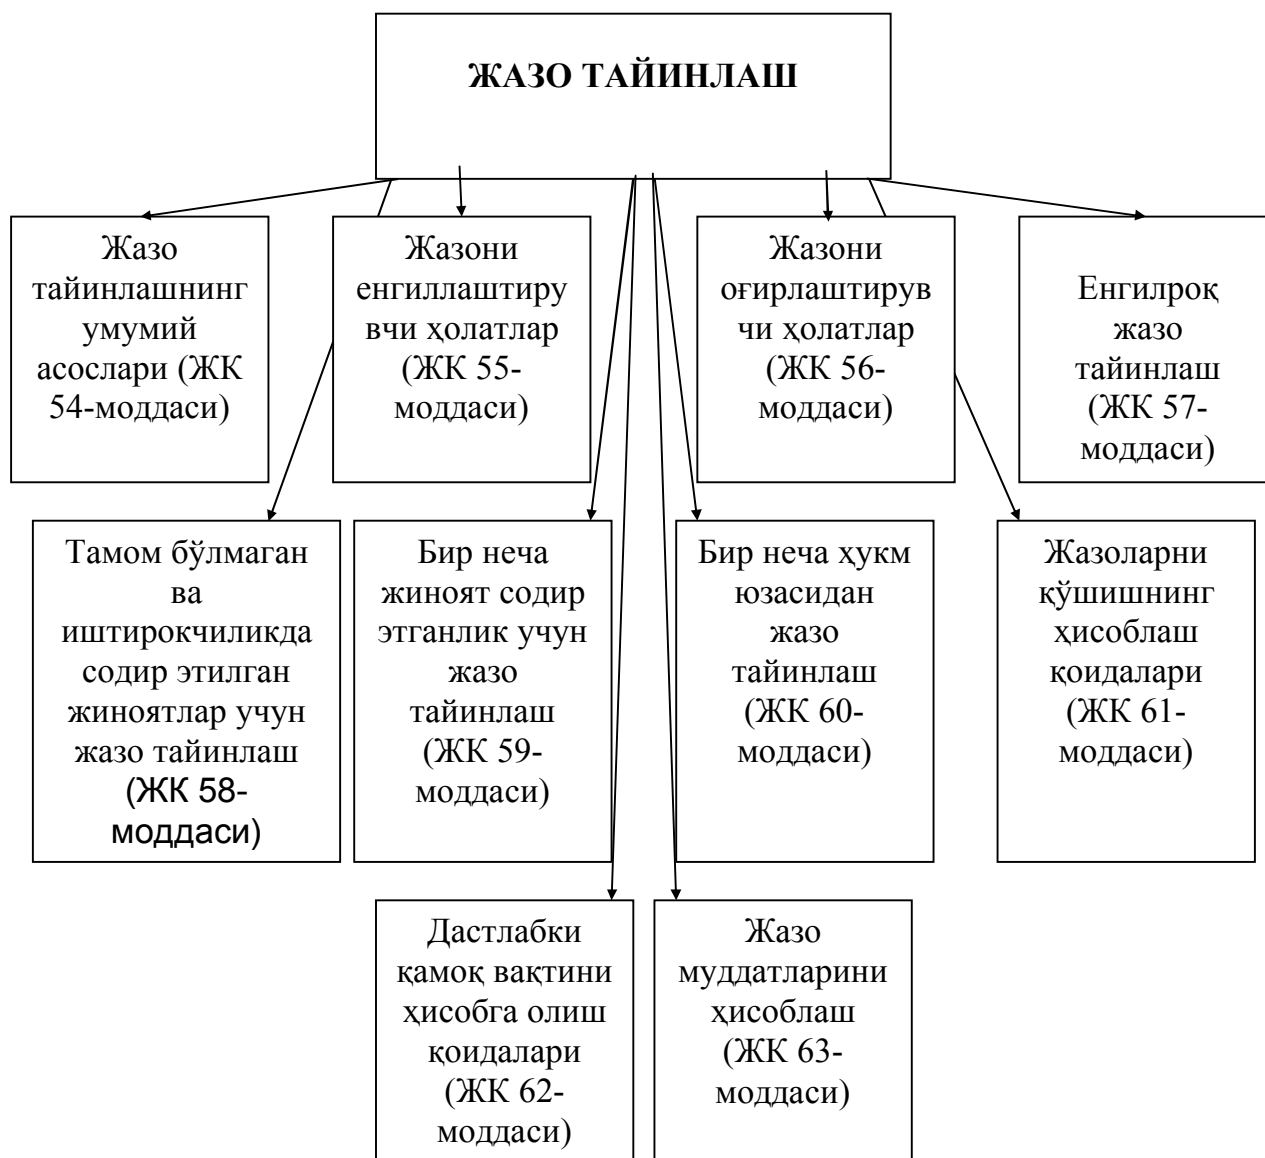 ЖАЗО ТАЙИНЛАШ
Жазо
тайинлашнинг
умумий
асослари (ЖК
54-моддаси)
Жазони
енгиллаштиру
вчи ҳолатлар
(ЖК 55-
моддаси)
Жазони
оғирлаштирув
чи ҳолатлар
(ЖК 56-
моддаси)
Енгилроқ
жазо
тайинлаш
(ЖК 57-
моддаси)
Тамом бўлмаган
ва
иштирокчиликда
содир этилган
жиноятлар учун
жазо тайинлаш
(ЖК 58-
моддаси)
Бир неча
жиноят содир
этганлик учун
жазо
тайинлаш
(ЖК 59-
моддаси)
Бир неча ҳукм
юзасидан
жазо
тайинлаш
(ЖК 60-
моддаси)
Жазоларни
қўшишнинг
ҳисоблаш
қоидалари
(ЖК 61-
моддаси)
Дастлабки
қамоқ вақтини
ҳисобга олиш
қоидалари
(ЖК 62-
моддаси)
Жазо
муддатларини
ҳисоблаш
(ЖК 63-
моддаси)